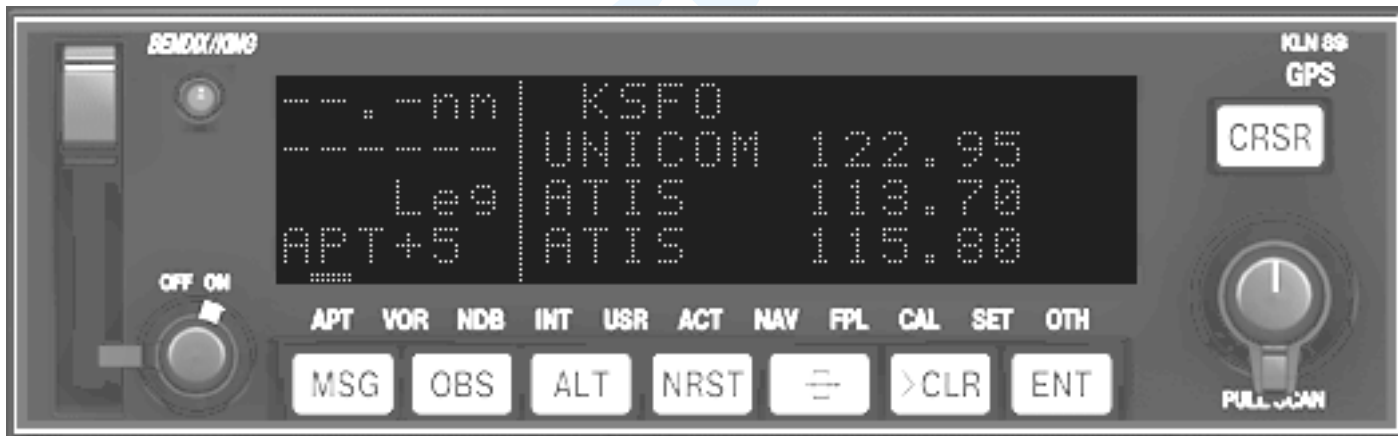 BENDIX/KING
KLN 89
GPS
--.-nm KSFO
------ UNICOM 122.95
Leg ATIS 113.70
APT+5 ATIS 115.80
CRSR
OFF ON
APT VOR NDB INT USR ACT NAV FPL CAL SET OTH
MSG OBS ALT NRST >CLR ENT
PULL SCAN